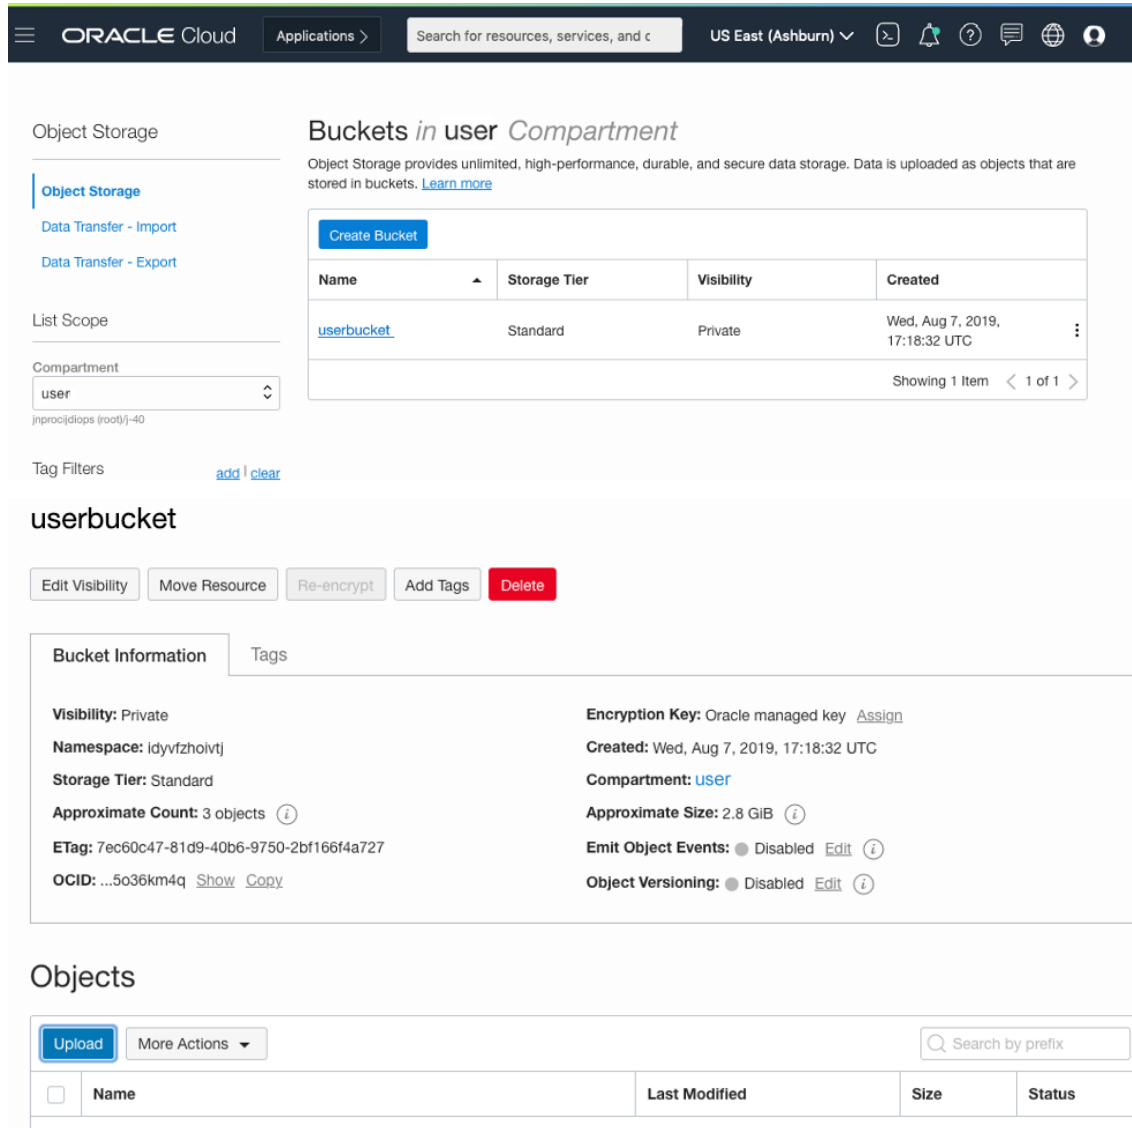 ORACLE Cloud Applications > Search for resources, services, and c US East (Ashburn)
Object Storage
Object Storage
Data Transfer - Import
Data Transfer - Export
List Scope
Compartment
user
jnprocijdiops (root)/j-40
Tag Filters add | clear
Buckets in user Compartment
Object Storage provides unlimited, high-performance, durable, and secure data storage. Data is uploaded as objects that are
stored in buckets. Learn more
Create Bucket
Name Storage Tier Visibility Created
userbucket Standard Private Wed, Aug 7, 2019,
17:18:32 UTC
Showing 1 Item < 1 of 1 >
userbucket
Edit Visibility Move Resource Re-encrypt Add Tags Delete
Bucket Information Tags
Visibility: Private
Namespace: idyvfzhoivtj
Storage Tier: Standard
Approximate Count: 3 objects i
ETag: 7ec60c47-81d9-40b6-9750-2bf166f4a727
OCID: ...5o36km4q Show Copy
Encryption Key: Oracle managed key Assign
Created: Wed, Aug 7, 2019, 17:18:32 UTC
Compartment: user
Approximate Size: 2.8 GiB i
Emit Object Events: Disabled Edit i
Object Versioning: Disabled Edit i
Objects
Upload More Actions Search by prefix
Name Last Modified Size Status